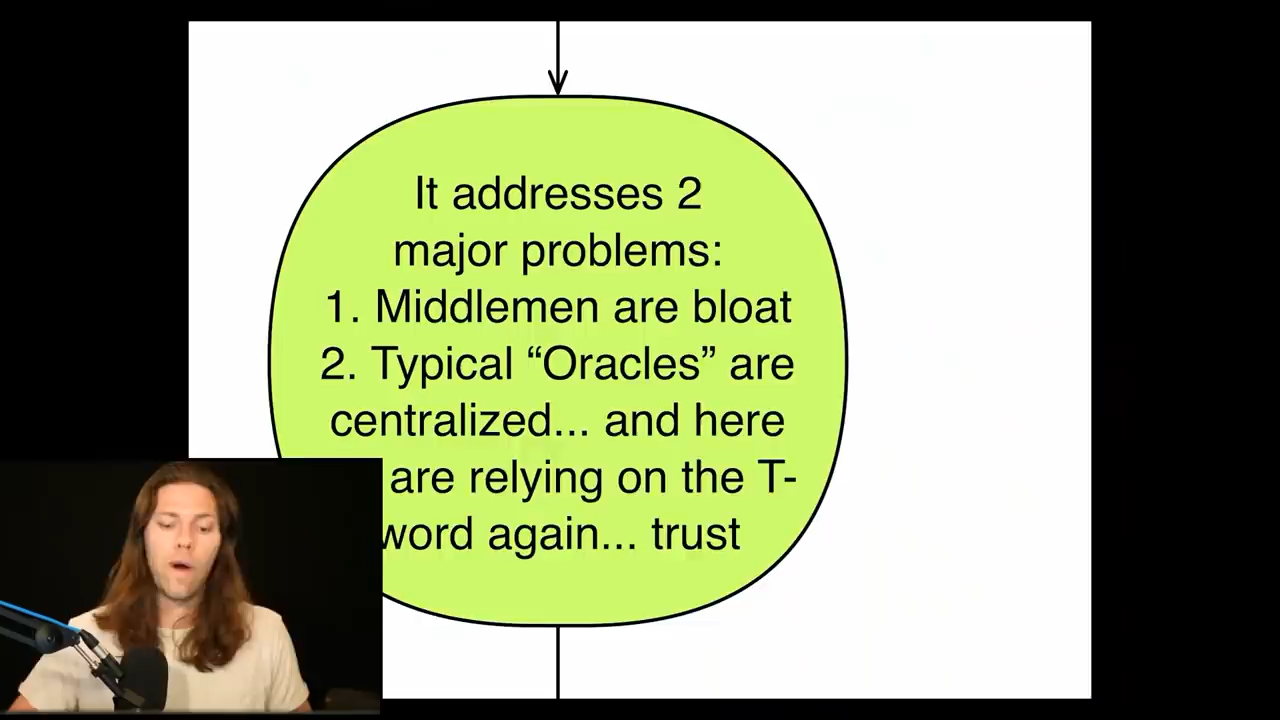 It addresses 2
major problems:
1. Middlemen are bloat
2. Typical “Oracles” are
centralized... and here
are relying on the T-
word again... trust